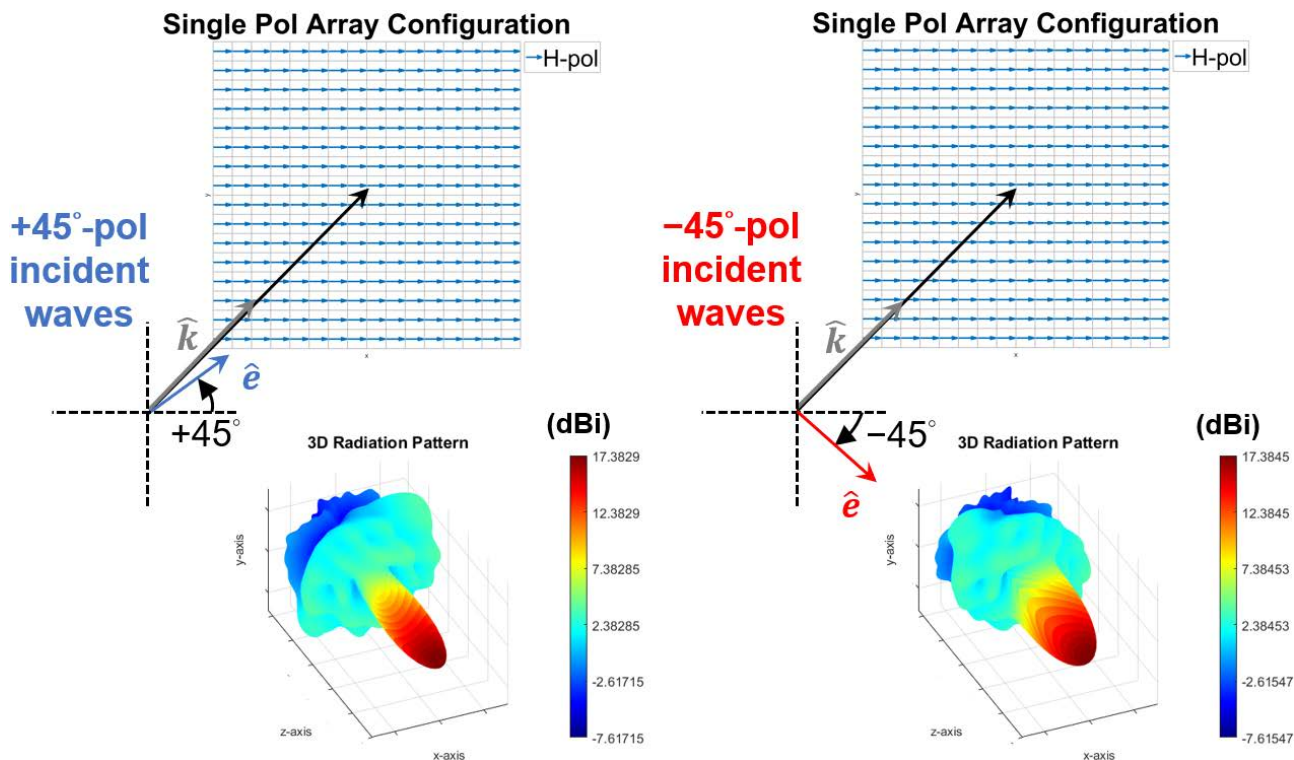 Single Pol Array Configuration
H-pol
y
x
+45°-pol
incident
waves
k̂
ê
+45°
3D Radiation Pattern
(dBi)
17.3829
12.3829
7.38285
2.38285
-2.61715
-7.61715
y-axis
z-axis
x-axis
Single Pol Array Configuration
H-pol
y
x
−45°-pol
incident
waves
k̂
ê
−45°
3D Radiation Pattern
(dBi)
17.3845
12.3845
7.38453
2.38453
-2.61547
-7.61547
y-axis
z-axis
x-axis